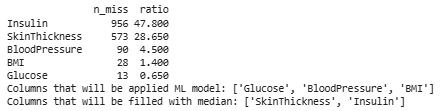 n_miss ratio
Insulin 956 47.800
SkinThickness 573 28.650
BloodPressure 90 4.500
BMI 28 1.400
Glucose 13 0.650
Columns that will be applied ML model: ['Glucose', 'BloodPressure', 'BMI']
Columns that will be filled with median: ['SkinThickness', 'Insulin']